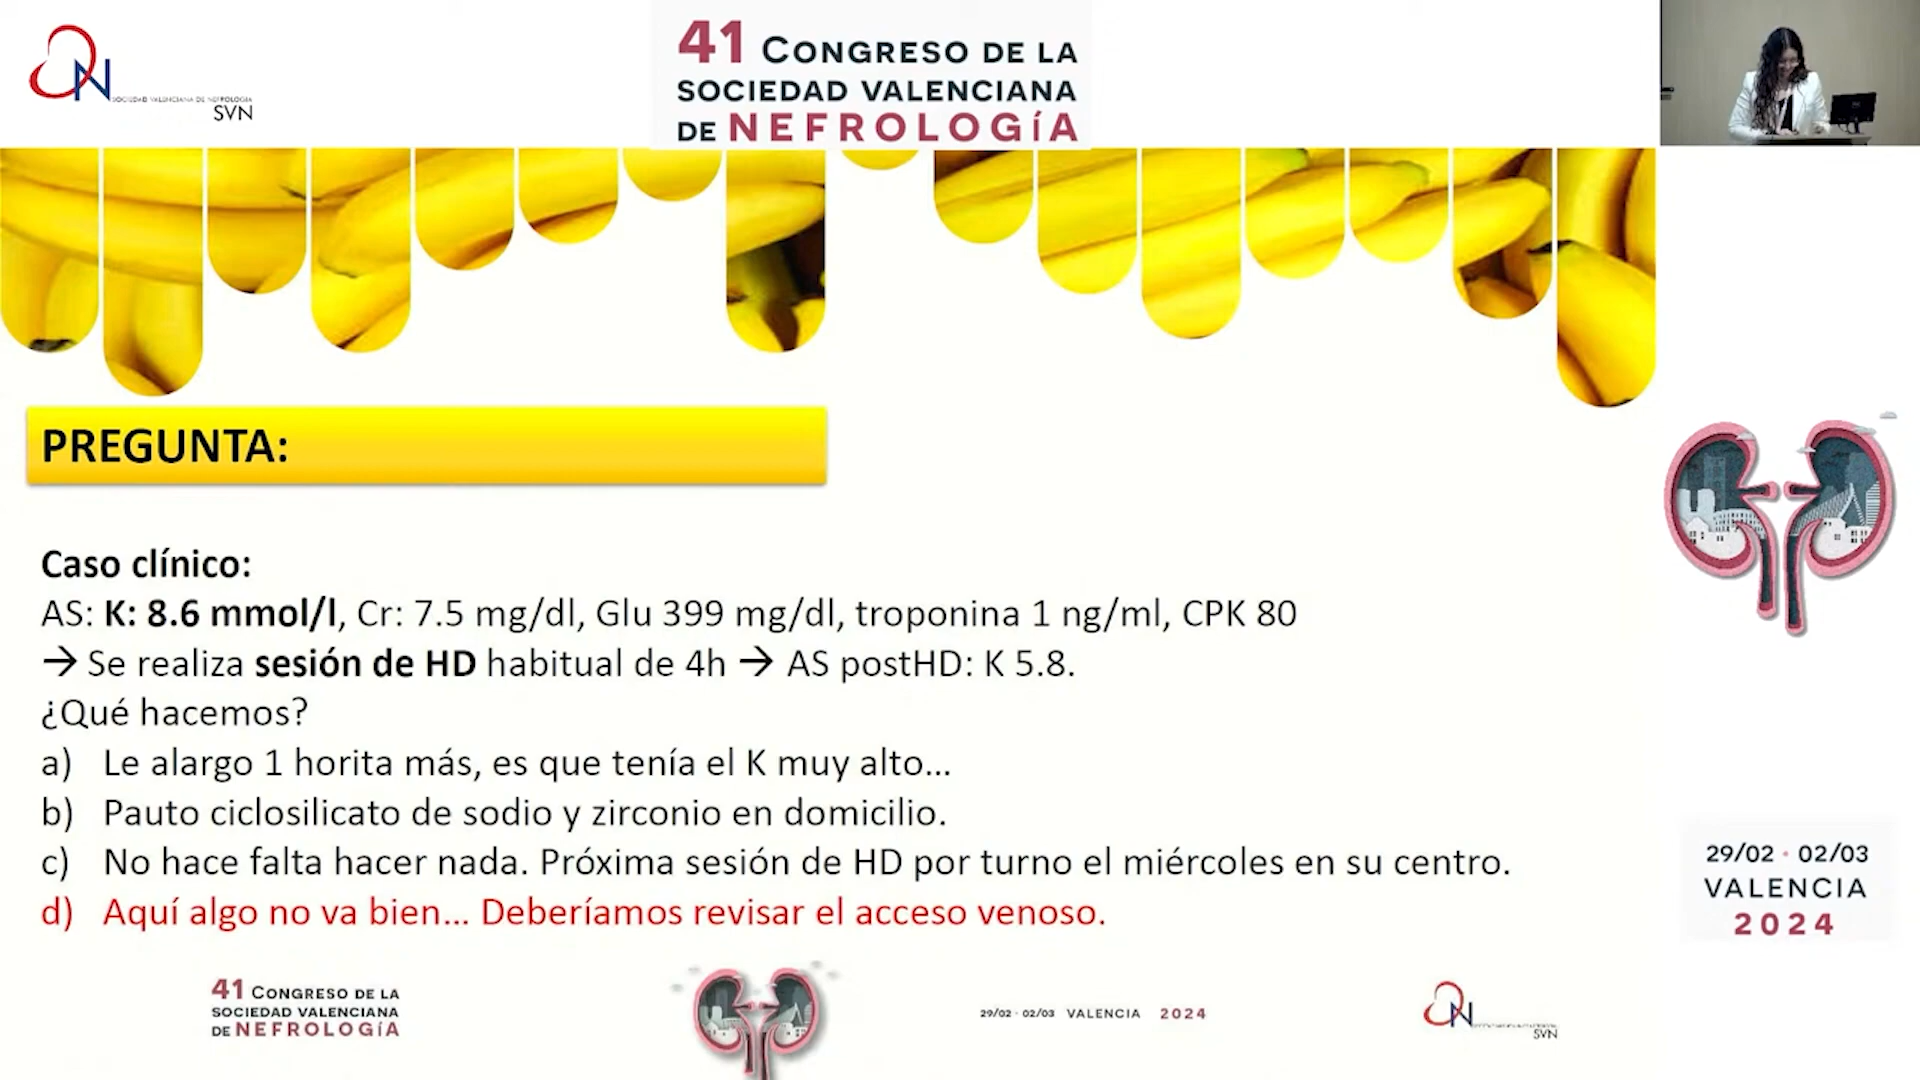 SOCIEDAD VALENCIANA DE NEFROLOGIA
SVN
41 CONGRESO DE LA
SOCIEDAD VALENCIANA
DE NEFROLOGÍA
PREGUNTA:
Caso clínico:
AS: K: 8.6 mmol/l, Cr: 7.5 mg/dl, Glu 399 mg/dl, troponina 1 ng/ml, CPK 80
→ Se realiza sesión de HD habitual de 4h → AS postHD: K 5.8.
¿Qué hacemos?
a) Le alargo 1 horita más, es que tenía el K muy alto...
b) Pauto ciclosilicato de sodio y zirconio en domicilio.
c) No hace falta hacer nada. Próxima sesión de HD por turno el miércoles en su centro.
d) Aquí algo no va bien... Deberíamos revisar el acceso venoso.
29/02 · 02/03
VALENCIA
2024
41 CONGRESO DE LA
SOCIEDAD VALENCIANA
DE NEFROLOGÍA
29/02 · 02/03 VALENCIA 2024
SVN